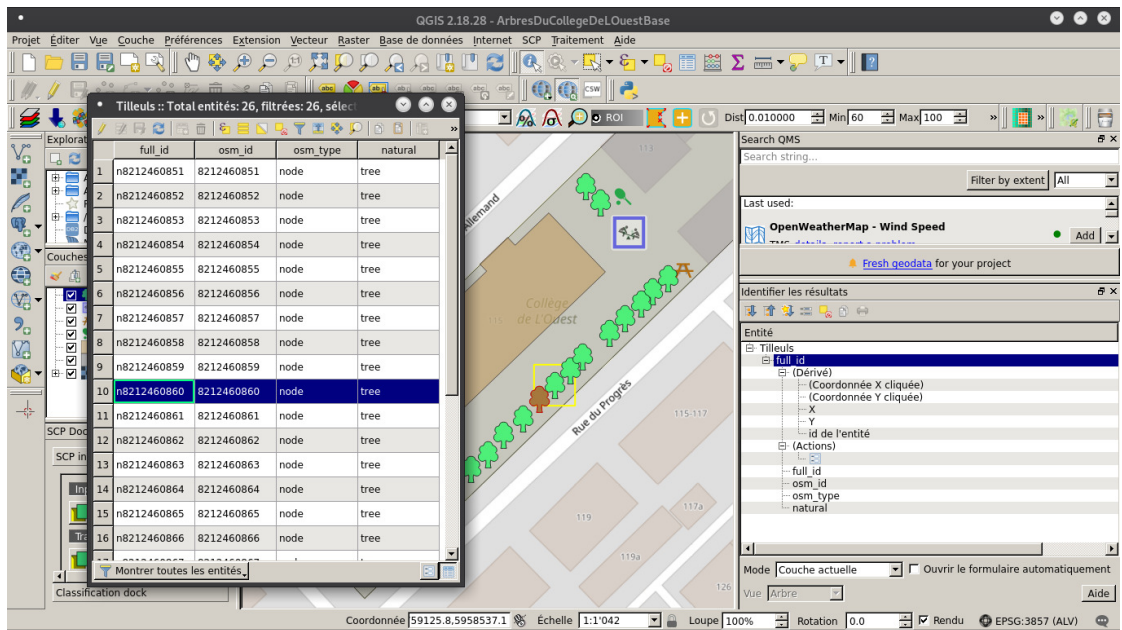 QGIS 2.18.28 - ArbresDuCollegeDeLOuestBase
Projet Éditer Vue Couche Préférences Extension Vecteur Raster Base de données Internet SCP Traitement Aide
CSW
Tilleuls :: Total entités: 26, filtrées: 26, sélect
ROI Dist 0.010000 Min 60 Max 100
full_id osm_id osm_type natural
1 n8212460851 8212460851 node tree
2 n8212460852 8212460852 node tree
3 n8212460853 8212460853 node tree
4 n8212460854 8212460854 node tree
5 n8212460855 8212460855 node tree
6 n8212460856 8212460856 node tree
7 n8212460857 8212460857 node tree
8 n8212460858 8212460858 node tree
9 n8212460859 8212460859 node tree
10 n8212460860 8212460860 node tree
11 n8212460861 8212460861 node tree
12 n8212460862 8212460862 node tree
13 n8212460863 8212460863 node tree
14 n8212460864 8212460864 node tree
15 n8212460865 8212460865 node tree
16 n8212460866 8212460866 node tree
Montrer toutes les entités
Explorat
Couches
SCP Doc
SCP in
Classification dock
113
Allemand
Collège
de L'Ouest
Rue du Progrès
115-117
119
117a
119a
126
Search QMS
Search string...
Filter by extent All
Last used:
OpenWeatherMap - Wind Speed
Add
Fresh geodata for your project
Identifier les résultats
Entité
Tilleuls
full_id
(Dérivé)
(Coordonnée X cliquée)
(Coordonnée Y cliquée)
X
Y
id de l'entité
(Actions)
full_id
osm_id
osm_type
natural
Mode Couche actuelle Ouvrir le formulaire automatiquement
Vue Arbre Aide
Coordonnée 59125.8,5958537.1 Échelle 1:1'042 Loupe 100% Rotation 0.0 Rendu EPSG:3857 (ALV)